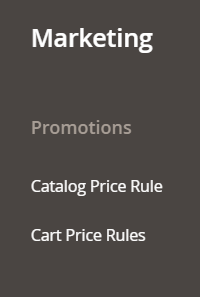 Marketing
Promotions
Catalog Price Rule
Cart Price Rules